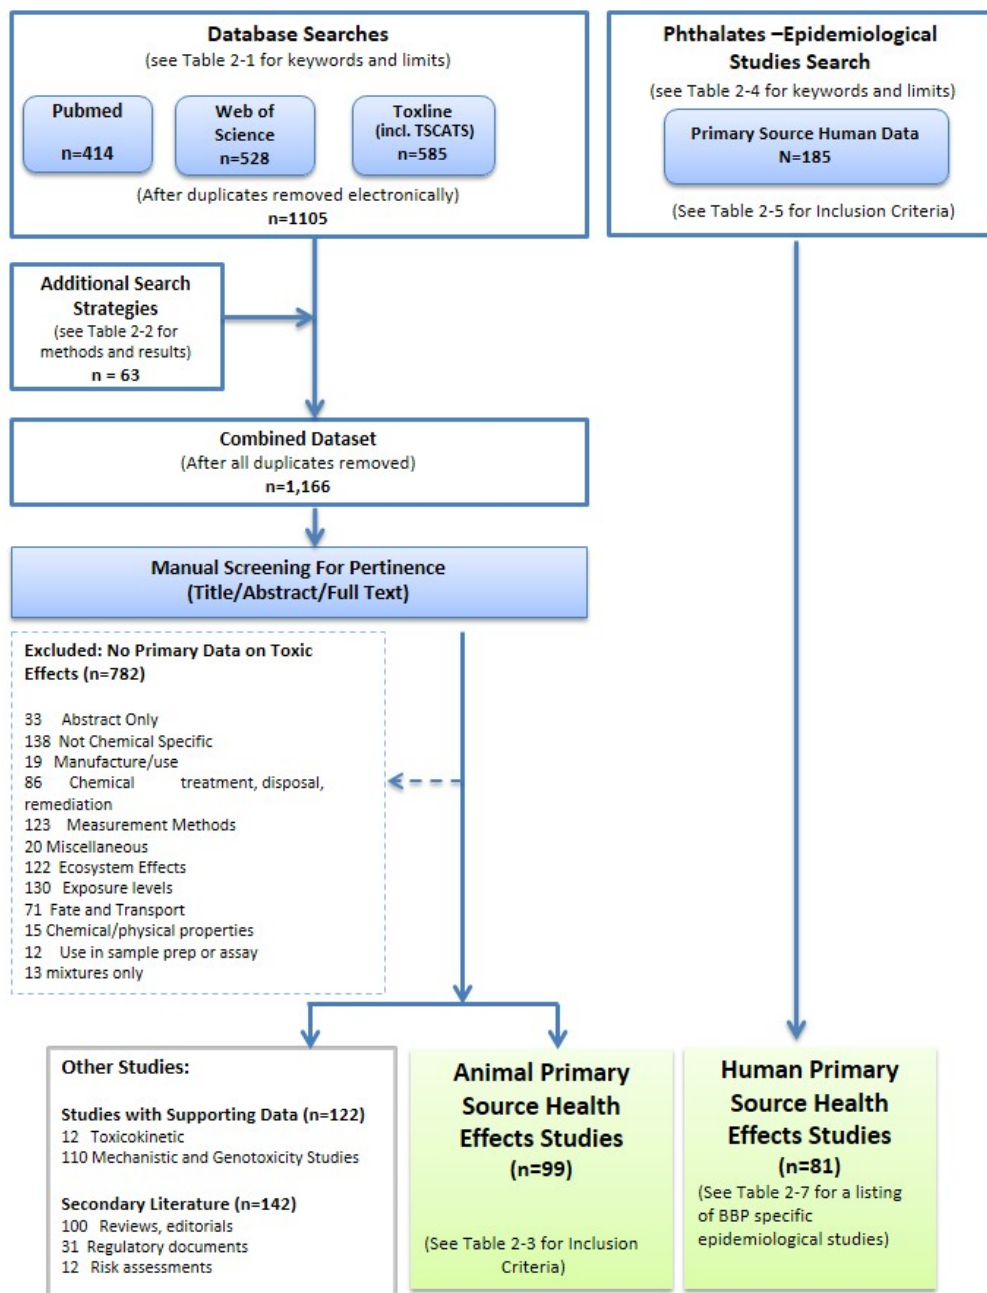 Database Searches
(see Table 2-1 for keywords and limits)
Pubmed
n=414
Web of
Science
n=528
Toxline
(incl. TSCATS)
n=585
(After duplicates removed electronically)
n=1105
Phthalates –Epidemiological
Studies Search
(see Table 2-4 for keywords and limits)
Primary Source Human Data
N=185
(See Table 2-5 for Inclusion Criteria)
Additional Search
Strategies
(see Table 2-2 for
methods and results)
n = 63
Combined Dataset
(After all duplicates removed)
n=1,166
Manual Screening For Pertinence
(Title/Abstract/Full Text)
Excluded: No Primary Data on Toxic
Effects (n=782)
33 Abstract Only
138 Not Chemical Specific
19 Manufacture/use
86 Chemical treatment, disposal,
remediation
123 Measurement Methods
20 Miscellaneous
122 Ecosystem Effects
130 Exposure levels
71 Fate and Transport
15 Chemical/physical properties
12 Use in sample prep or assay
13 mixtures only
Other Studies:
Studies with Supporting Data (n=122)
12 Toxicokinetic
110 Mechanistic and Genotoxicity Studies
Secondary Literature (n=142)
100 Reviews, editorials
31 Regulatory documents
12 Risk assessments
Animal Primary
Source Health
Effects Studies
(n=99)
(See Table 2-3 for Inclusion
Criteria)
Human Primary
Source Health
Effects Studies
(n=81)
(See Table 2-7 for a listing
of BBP specific
epidemiological studies)